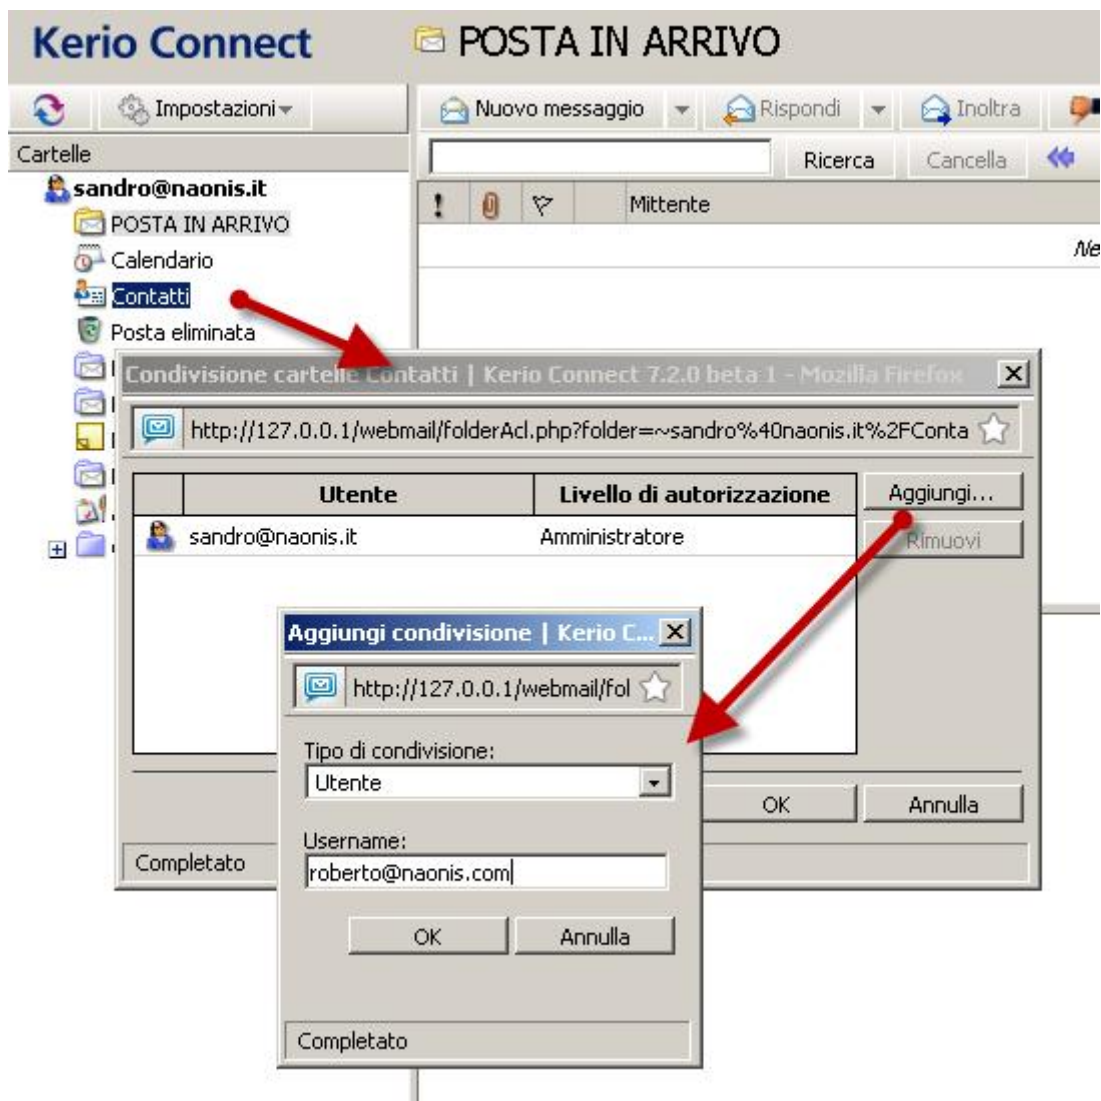 Kerio Connect
POSTA IN ARRIVO
Impostazioni
Nuovo messaggio
Rispondi
Inoltra
Cartelle
Ricerca
Cancella
sandro@naonis.it
Mittente
POSTA IN ARRIVO
Calendario
Contatti
Posta eliminata
Condivisione cartelle Contatti | Kerio Connect 7.2.0 beta 1 - Mozilla Firefox
http://127.0.0.1/webmail/folderAcl.php?folder=~sandro%40naonis.it%2FConta
Utente
Livello di autorizzazione
Aggiungi...
sandro@naonis.it
Amministratore
Rimuovi
Aggiungi condivisione | Kerio C...
http://127.0.0.1/webmail/fol
Tipo di condivisione:
Utente
OK
Annulla
Username:
roberto@naonis.com
Completato
OK
Annulla
Completato